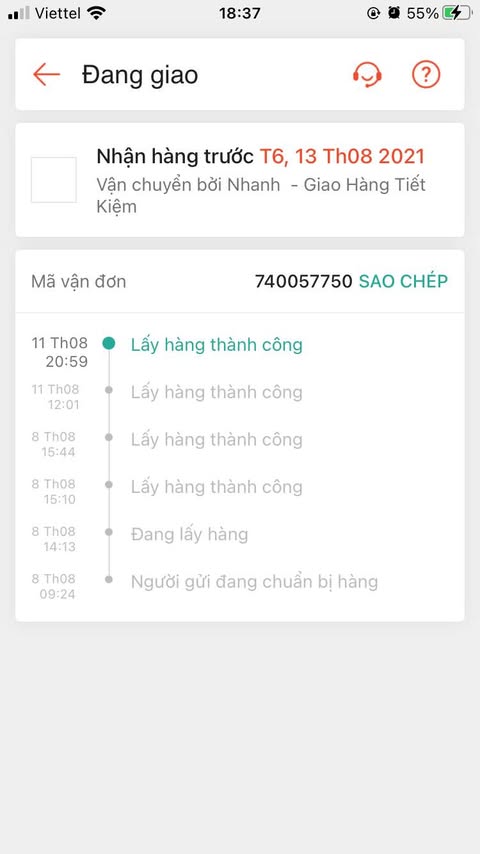 Viettel 18:37 55%
Đang giao
Nhận hàng trước T6, 13 Th08 2021
Vận chuyển bởi Nhanh - Giao Hàng Tiết
Kiệm
Mã vận đơn 740057750 SAO CHÉP
11 Th08 Lấy hàng thành công
20:59
11 Th08 Lấy hàng thành công
12:01
8 Th08 Lấy hàng thành công
15:44
8 Th08 Lấy hàng thành công
15:10
8 Th08 Đang lấy hàng
14:13
8 Th08 Người gửi đang chuẩn bị hàng
09:24